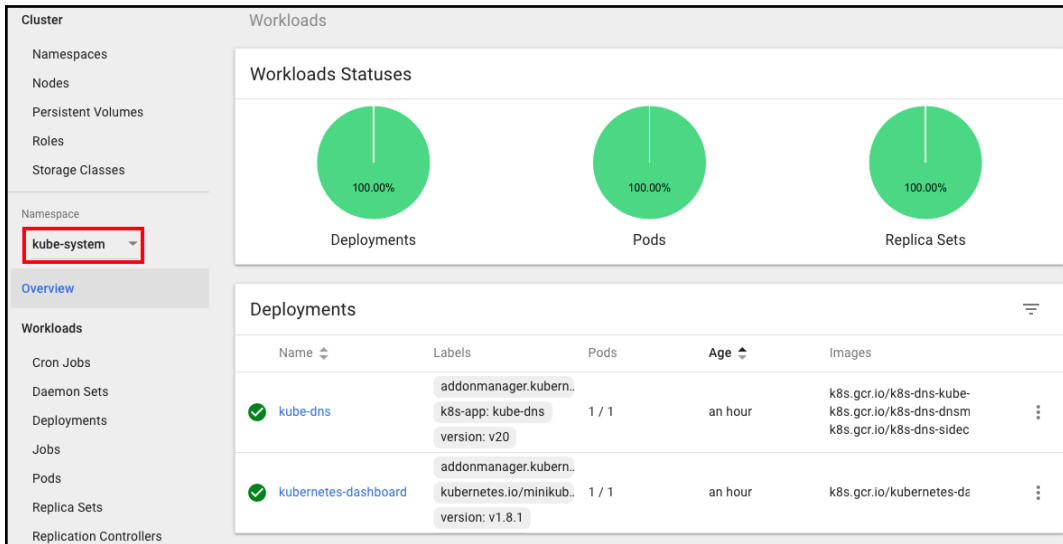 Cluster
Namespaces
Nodes
Persistent Volumes
Roles
Storage Classes
Namespace
kube-system
Overview
Workloads
Cron Jobs
Daemon Sets
Deployments
Jobs
Pods
Replica Sets
Replication Controllers
Workloads
Workloads Statuses
100.00%
100.00%
100.00%
Deployments
Pods
Replica Sets
Deployments
Name
Labels
Pods
Age
Images
kube-dns
addonmanager.kubern..
k8s-app: kube-dns
version: v20
1 / 1
an hour
k8s.gcr.io/k8s-dns-kube-
k8s.gcr.io/k8s-dns-dnsm
k8s.gcr.io/k8s-dns-sidec
kubernetes-dashboard
addonmanager.kubern..
kubernetes.io/minikub..
version: v1.8.1
1 / 1
an hour
k8s.gcr.io/kubernetes-da